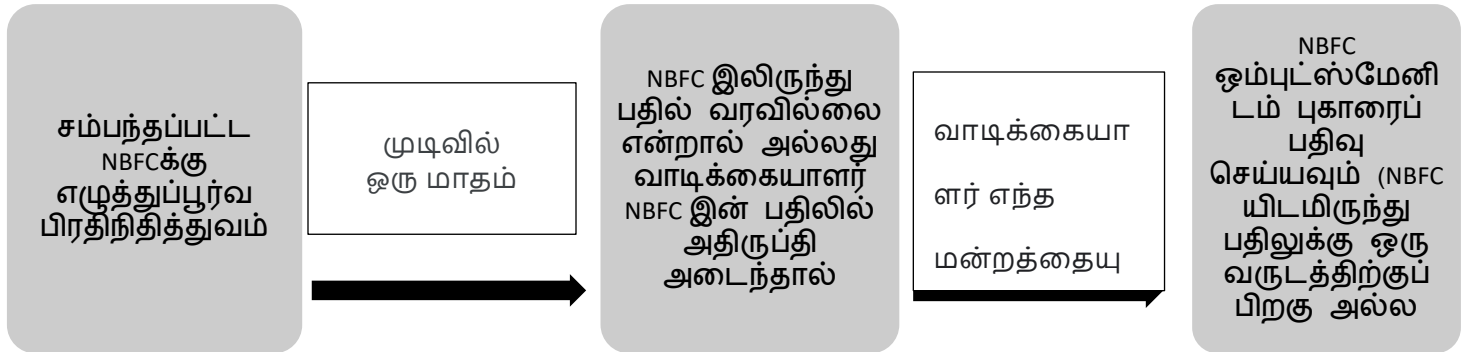 சம்பந்தப்பட்ட
NBFCக்கு
எழுத்துப்பூர்வ
பிரதிநிதித்துவம்
முடிவில்
ஒரு மாதம்
NBFC இலிருந்து
பதில் வரவில்லை
என்றால் அல்லது
வாடிக்கையாளர்
NBFC இன் பதிலில்
அதிருப்தி
அடைந்தால்
வாடிக்கையா
ளர் எந்த
மன்றத்தையு
NBFC
ஒம்புட்ஸ்மேனி
டம் புகாரைப்
பதிவு
செய்யவும் (NBFC
யிடமிருந்து
பதிலுக்கு ஒரு
வருடத்திற்குப்
பிறகு அல்ல